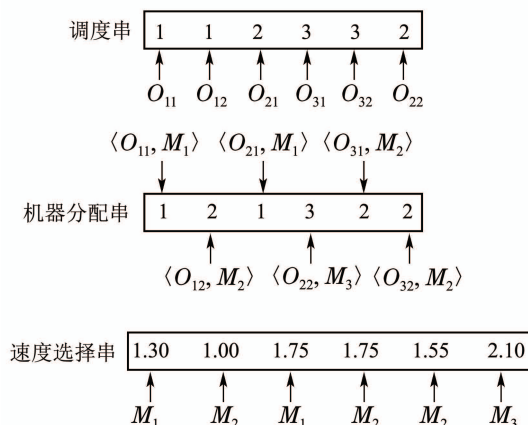 调度串 1 1 2 3 3 2
O₁₁ O₁₂ O₂₁ O₃₁ O₃₂ O₂₂
⟨O₁₁, M₁⟩ ⟨O₂₁, M₁⟩ ⟨O₃₁, M₂⟩
机器分配串 1 2 1 3 2 2
⟨O₁₂, M₂⟩ ⟨O₂₂, M₃⟩ ⟨O₃₂, M₂⟩
速度选择串 1.30 1.00 1.75 1.75 1.55 2.10
M₁ M₂ M₁ M₂ M₂ M₃